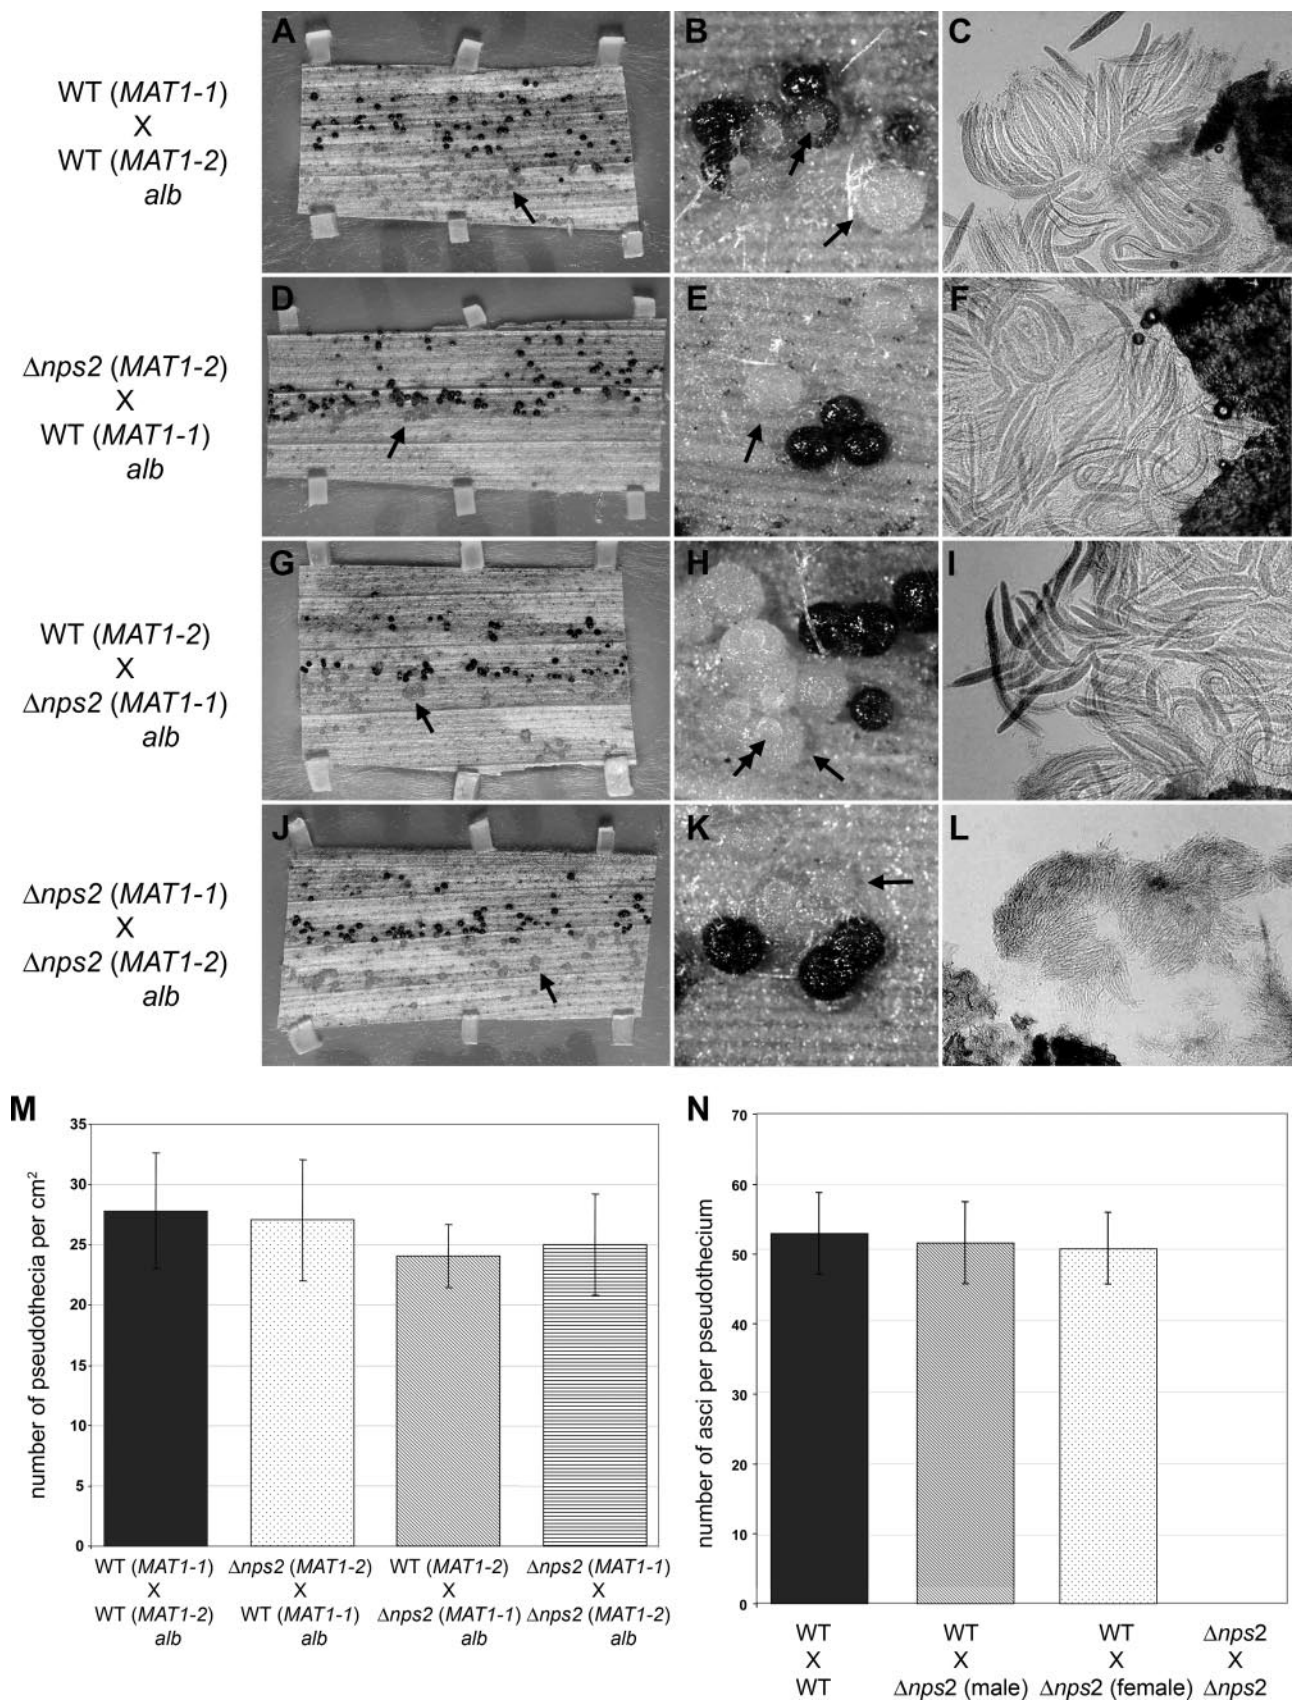 WT (MAT1-1)
X
WT (MAT1-2)
alb
A
B
C
Δnps2 (MAT1-2)
X
WT (MAT1-1)
alb
D
E
F
WT (MAT1-2)
X
Δnps2 (MAT1-1)
alb
G
H
I
Δnps2 (MAT1-1)
X
Δnps2 (MAT1-2)
alb
J
K
L
M
number of pseudothecia per cm²
35
30
25
20
15
10
5
0
WT (MAT1-1) Δnps2 (MAT1-2) WT (MAT1-2) Δnps2 (MAT1-1)
X X X X
WT (MAT1-2) WT (MAT1-1) Δnps2 (MAT1-1) Δnps2 (MAT1-2)
alb alb alb alb
N
number of asci per pseudothecium
70
60
50
40
30
20
10
0
WT WT WT Δnps2
X X X X
WT Δnps2 (male) Δnps2 (female) Δnps2